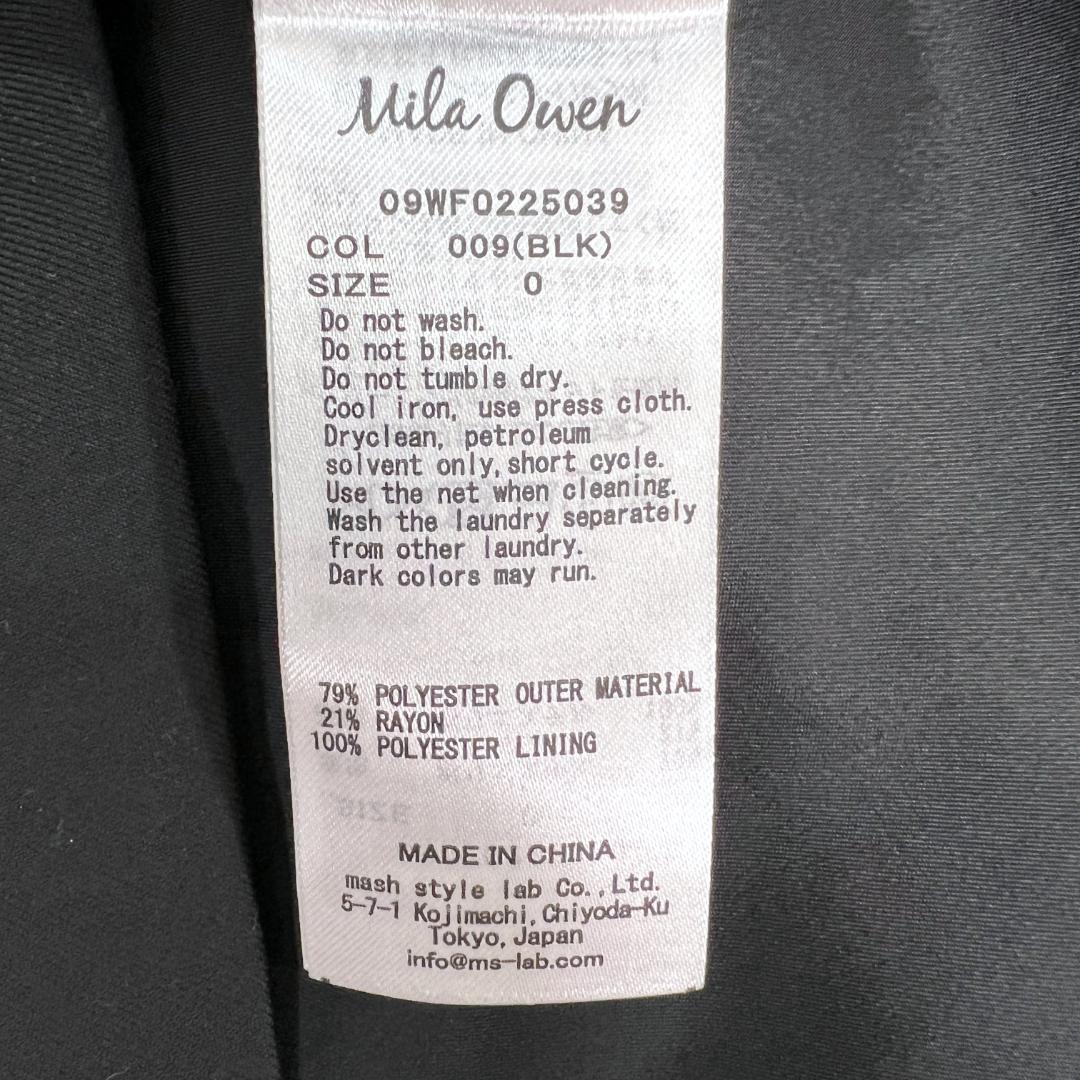 Mila Owen
09WF0225039
COL 009(BLK)
SIZE 0
Do not wash.
Do not bleach.
Do not tumble dry.
Cool iron, use press cloth.
Dryclean, petroleum
solvent only, short cycle.
Use the net when cleaning.
Wash the laundry separately
from other laundry.
Dark colors may run.
79% POLYESTER OUTER MATERIAL
21% RAYON
100% POLYESTER LINING
MADE IN CHINA
mash style lab Co.,Ltd.
5-7-1 Kojimachi, Chiyoda-Ku
Tokyo, Japan
info@ms-lab.com